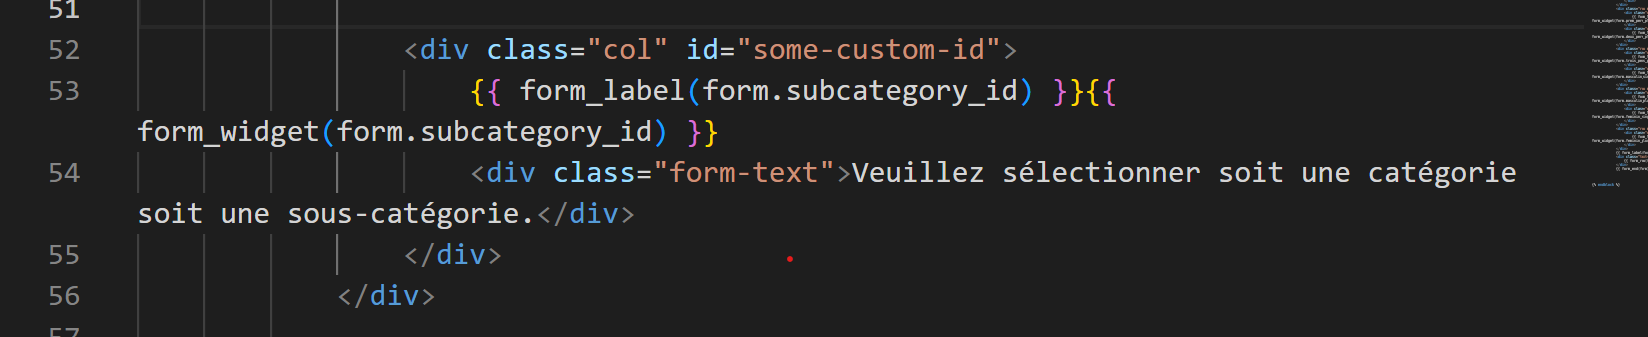 51
52 <div class="col" id="some-custom-id">
53 {{ form_label(form.subcategory_id) }}{{
form_widget(form.subcategory_id) }}
54 <div class="form-text">Veuillez sélectionner soit une catégorie
soit une sous-catégorie.</div>
55 </div>
56 </div>
57